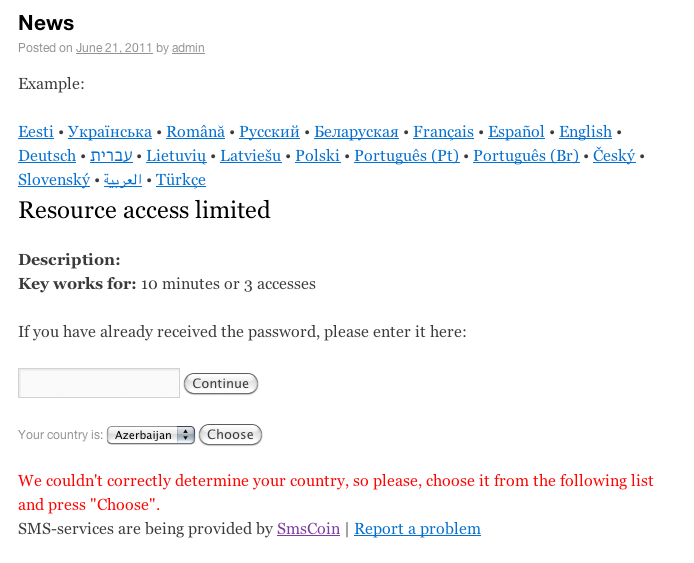 News
Posted on June 21, 2011 by admin
Example:
Eesti • Українська • Română • Русский • Беларуская • Français • Español • English •
Deutsch • עברית • Lietuvių • Latviešu • Polski • Português (Pt) • Português (Br) • Český •
Slovenský • العربية • Türkçe
Resource access limited
Description:
Key works for: 10 minutes or 3 accesses
If you have already received the password, please enter it here:
Continue
Your country is: Azerbaijan Choose
We couldn't correctly determine your country, so please, choose it from the following list
and press "Choose".
SMS-services are being provided by SmsCoin | Report a problem